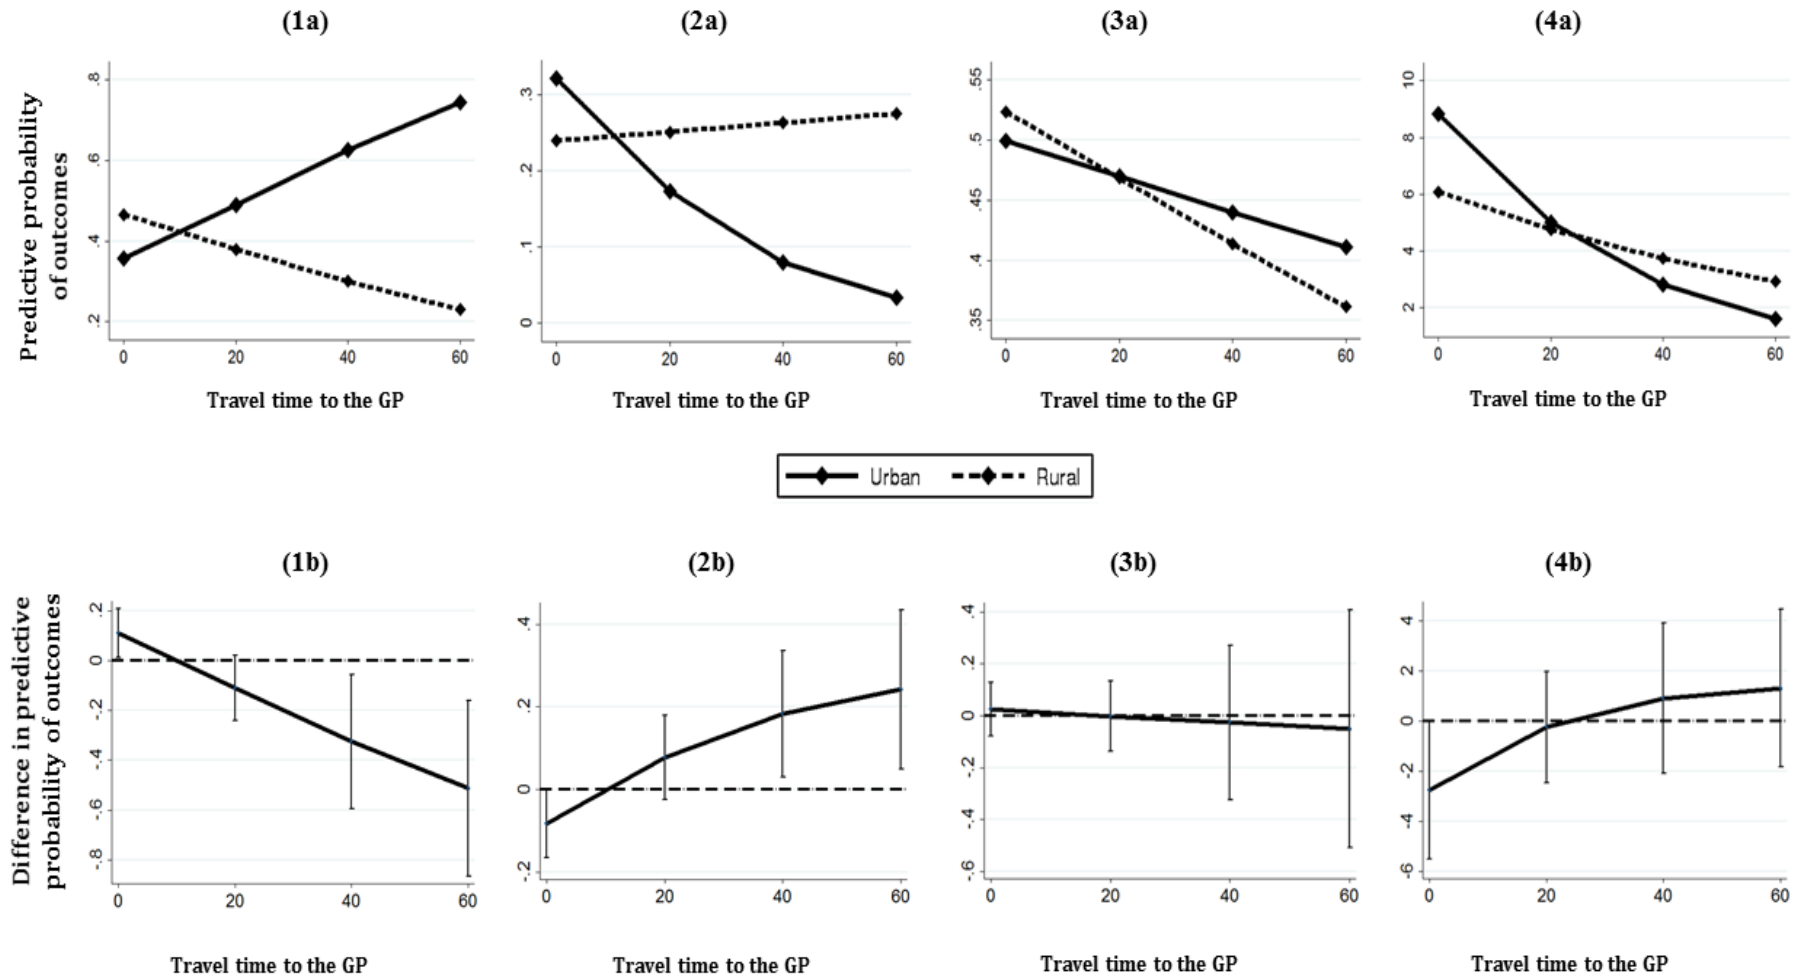 (1a)
(2a)
(3a)
(4a)
Predictive probability
of outcomes
.8
.6
.4
.2
0 20 40 60
Travel time to the GP
.3
.2
.1
0
0 20 40 60
Travel time to the GP
.55
.5
.45
.4
.35
0 20 40 60
Travel time to the GP
10
8
6
4
2
0 20 40 60
Travel time to the GP
Urban Rural
(1b)
(2b)
(3b)
(4b)
Difference in predictive
probability of outcomes
.2
0
-.2
-.4
-.6
-.8
0 20 40 60
Travel time to the GP
.4
.2
0
-.2
0 20 40 60
Travel time to the GP
.4
.2
0
-.2
-.4
-.6
0 20 40 60
Travel time to the GP
4
2
0
-2
-4
-6
0 20 40 60
Travel time to the GP